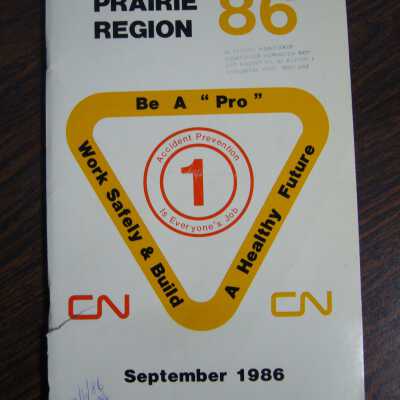 PRAIRIE
REGION
86
Be A "Pro"
Work Safely & Build
A Healthy Future
Accident Prevention
1
Is Everyone's Job
CN
CN
September 1986